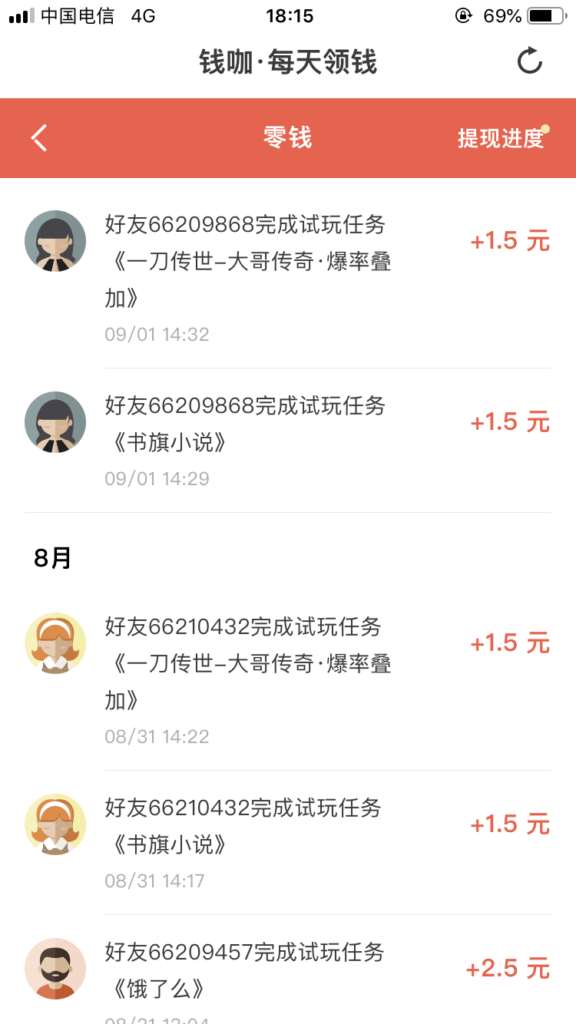 中国电信 4G 18:15 69%
钱咖·每天领钱
零钱 提现进度
好友66209868完成试玩任务
《一刀传世-大哥传奇·爆率叠
加》
+1.5 元
09/01 14:32
好友66209868完成试玩任务
《书旗小说》
+1.5 元
09/01 14:29
8月
好友66210432完成试玩任务
《一刀传世-大哥传奇·爆率叠
加》
+1.5 元
08/31 14:22
好友66210432完成试玩任务
《书旗小说》
+1.5 元
08/31 14:17
好友66209457完成试玩任务
《饿了么》
+2.5 元